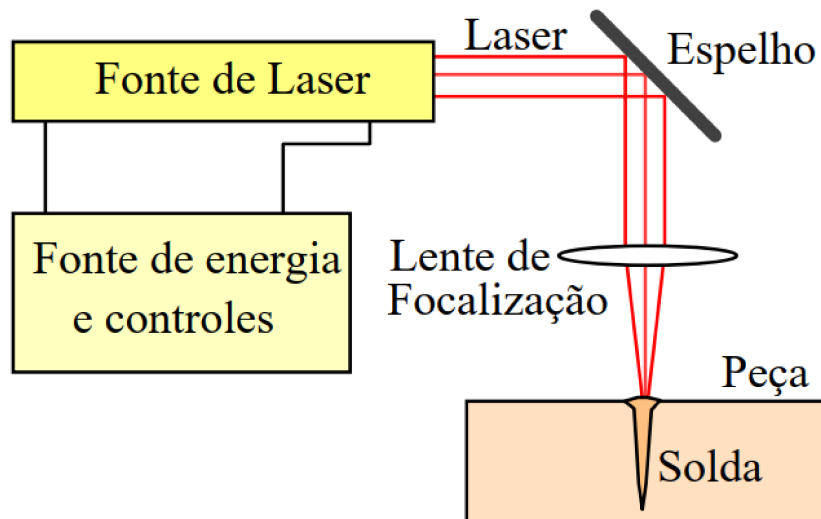 Laser
Espelho
Fonte de Laser
Fonte de energia
e controles
Lente de
Focalização
Peça
Solda